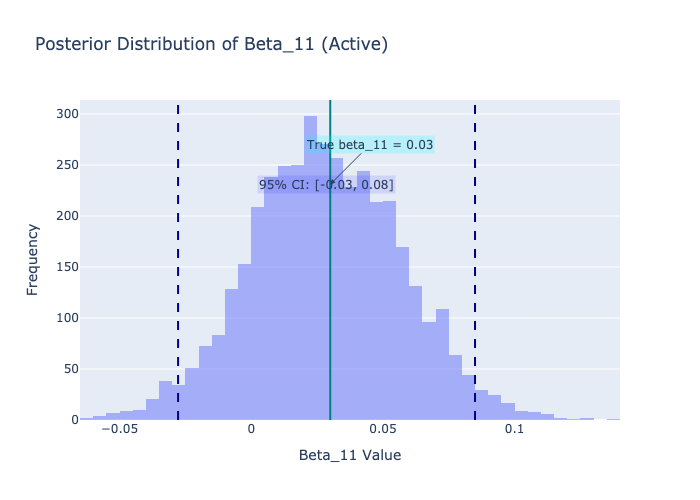 Posterior Distribution of Beta_11 (Active)
300
250
200
150
100
50
0
Frequency
True beta_11 = 0.03
95% CI: [-0.03, 0.08]
−0.05
0
0.05
0.1
Beta_11 Value